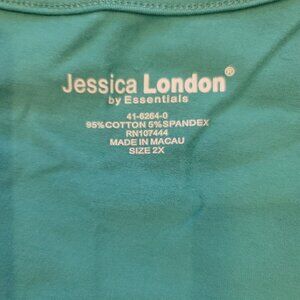 Jessica London®
by Essentials
41-6264-0
95%COTTON 5%SPANDEX
RN107444
MADE IN MACAU
SIZE 2X